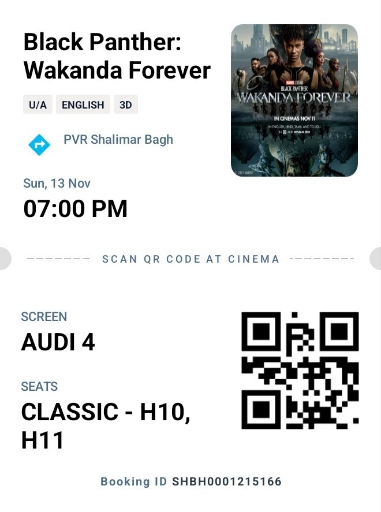 Black Panther:
Wakanda Forever
U/A ENGLISH 3D
PVR Shalimar Bagh
Sun, 13 Nov
07:00 PM
BLACK PANTHER
WAKANDA FOREVER
IN CINEMAS NOV 11
SCAN QR CODE AT CINEMA
SCREEN
AUDI 4
SEATS
CLASSIC - H10,
H11
Booking ID SHBH0001215166